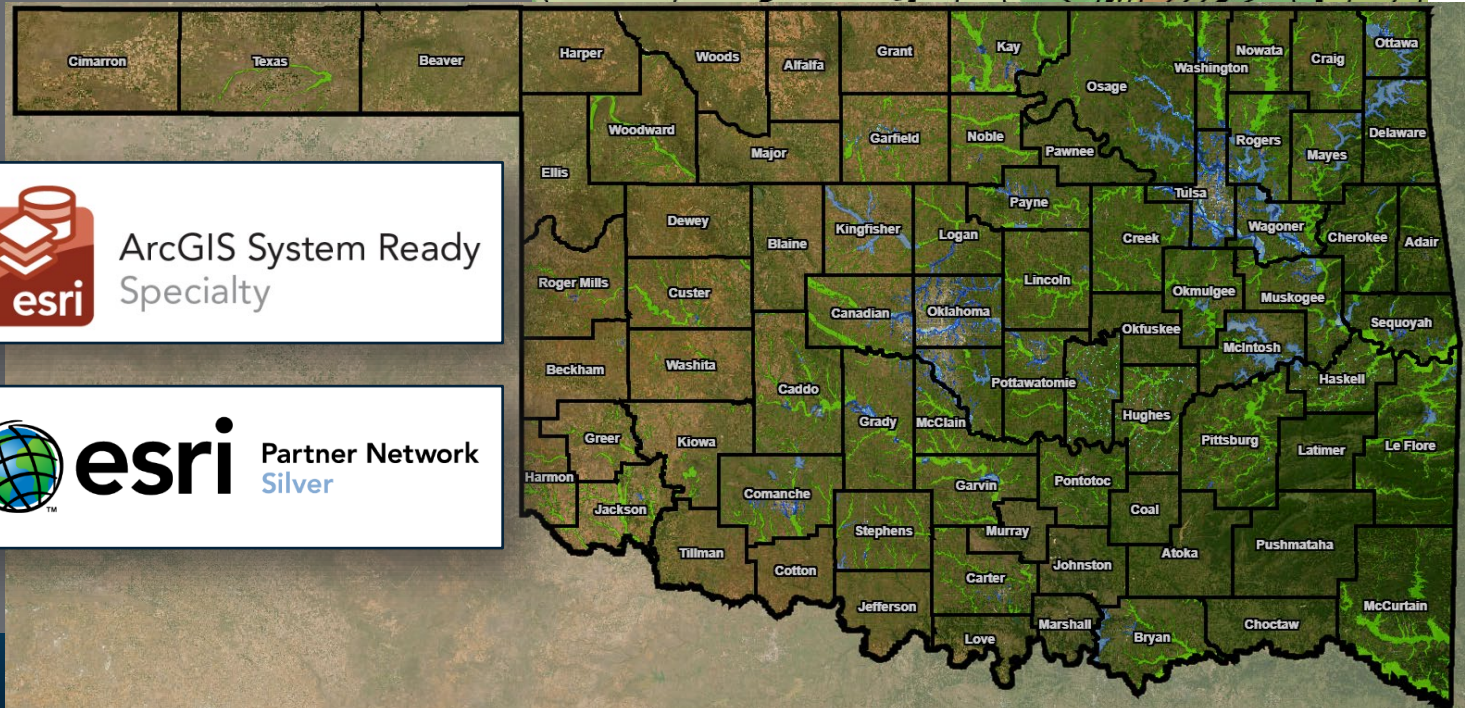 Cimarron
Texas
Beaver
Harper
Woods
Alfalfa
Grant
Kay
Osage
Washington
Nowata
Craig
Ottawa
Woodward
Ellis
Major
Garfield
Noble
Pawnee
Rogers
Mayes
Delaware
Dewey
Blaine
Kingfisher
Logan
Payne
Creek
Tulsa
Wagoner
Cherokee
Adair
ArcGIS System Ready
Specialty
esri
Roger Mills
Custer
Canadian
Oklahoma
Lincoln
Okmulgee
Muskogee
Okfuskee
McIntosh
Sequoyah
Beckham
Washita
Caddo
Pottawatomie
Haskell
Grady
McClain
Hughes
Pittsburg
Latimer
Le Flore
esri
TM
Partner Network
Silver
Greer
Kiowa
Harmon
Jackson
Comanche
Garvin
Pontotoc
Coal
Tillman
Cotton
Stephens
Murray
Johnston
Atoka
Pushmataha
Jefferson
Carter
Love
Marshall
Bryan
Choctaw
McCurtain